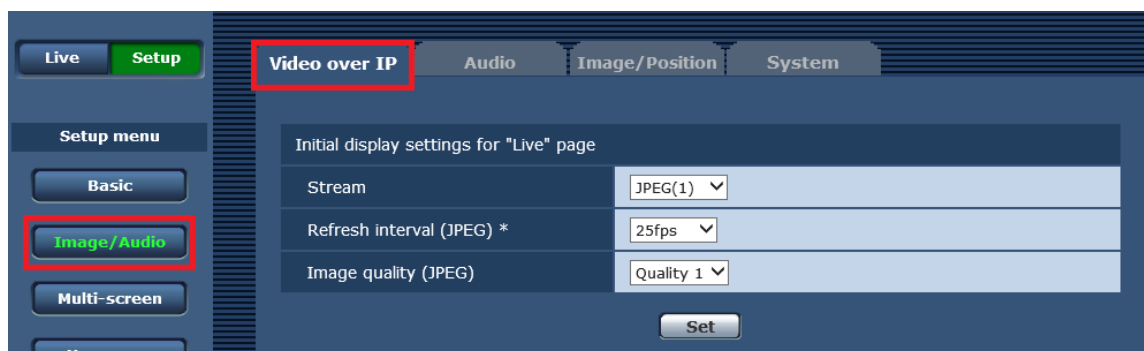 Live Setup
Video over IP Audio Image/Position System
Setup menu
Initial display settings for "Live" page
Basic
Stream JPEG(1)
Image/Audio
Refresh interval (JPEG) * 25fps
Image quality (JPEG) Quality 1
Multi-screen
Set